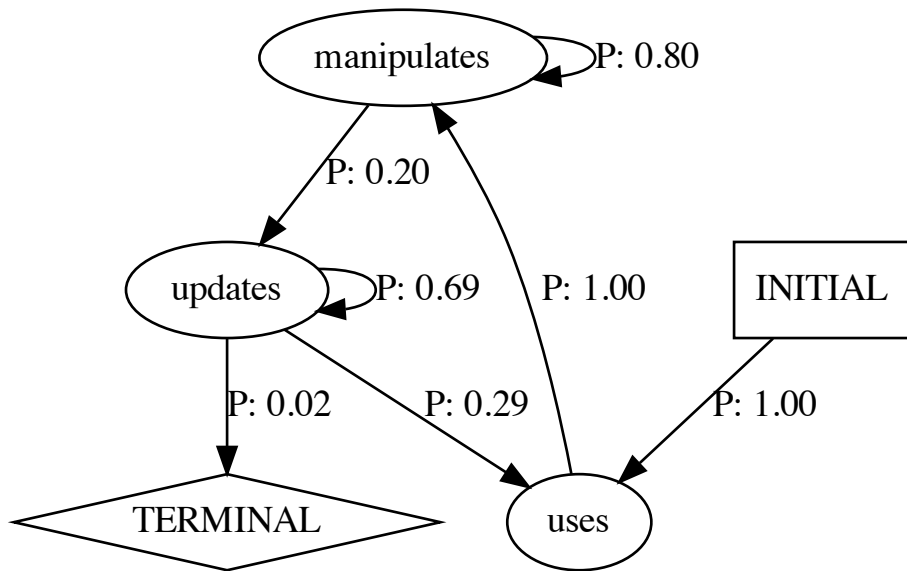 manipulates
P: 0.80
P: 0.20
updates
P: 0.69
P: 1.00
INITIAL
P: 0.02
P: 0.29
P: 1.00
TERMINAL
uses